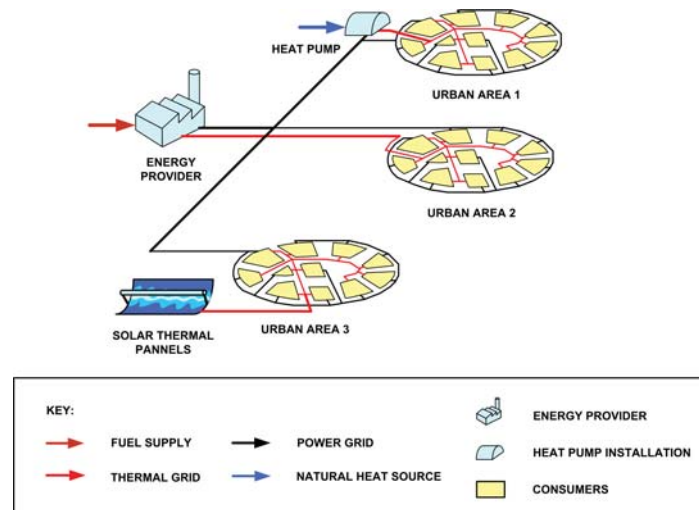 HEAT PUMP
URBAN AREA 1
ENERGY
PROVIDER
URBAN AREA 2
SOLAR THERMAL
PANNELS
URBAN AREA 3
KEY:
FUEL SUPPLY
POWER GRID
ENERGY PROVIDER
THERMAL GRID
NATURAL HEAT SOURCE
HEAT PUMP INSTALLATION
CONSUMERS